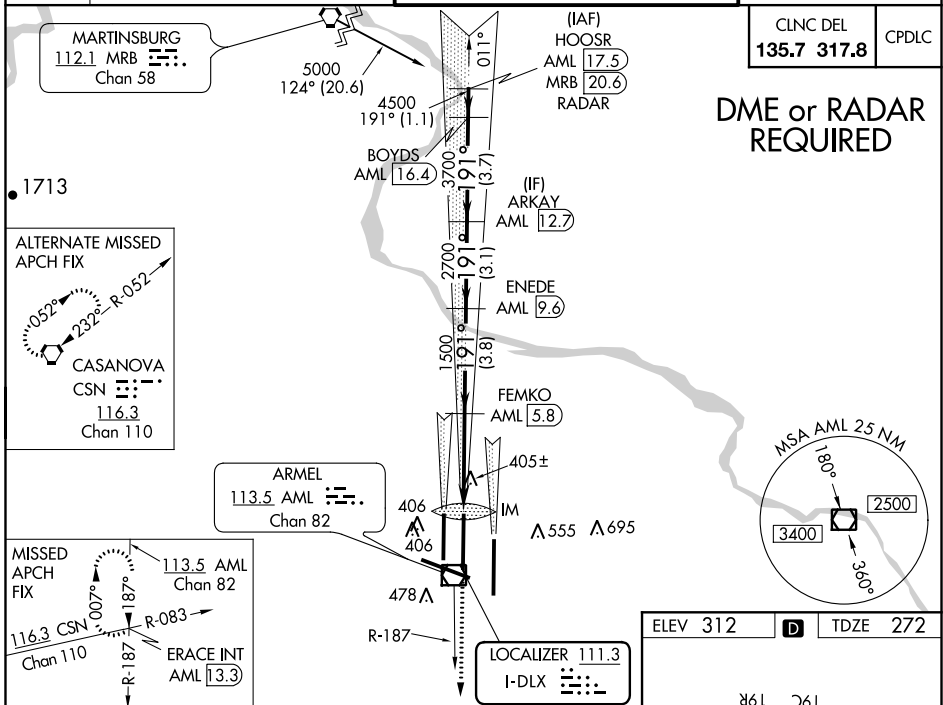 MARTINSBURG
112.1 MRB
Chan 58
5000
124° (20.6)
4500
191° (1.1)
011°
(IAF)
HOOSR
AML 17.5
MRB 20.6
RADAR
CLNC DEL
135.7 317.8
CPDLC
DME or RADAR
REQUIRED
BOYDS
AML 16.4
3700
191°
(3.7)
1713
(IF)
ARKAY
AML 12.7
2700
191°
(3.1)
ENEDE
AML 9.6
1500
191°
(3.8)
FEMKO
AML 5.8
ALTERNATE MISSED
APCH FIX
052°
232°
R-052
CASANOVA
CSN
116.3
Chan 110
ARMEL
113.5 AML
Chan 82
405±
406
406
IM
555
695
478
R-187
LOCALIZER 111.3
I-DLX
MSA AML 25 NM
180°
2500
3400
360°
MISSED
APCH
FIX
113.5 AML
Chan 82
007°
187°
116.3 CSN
Chan 110
R-083
R-187
ERACE INT
AML 13.3
ELEV 312
D
TDZE 272
19R
19C